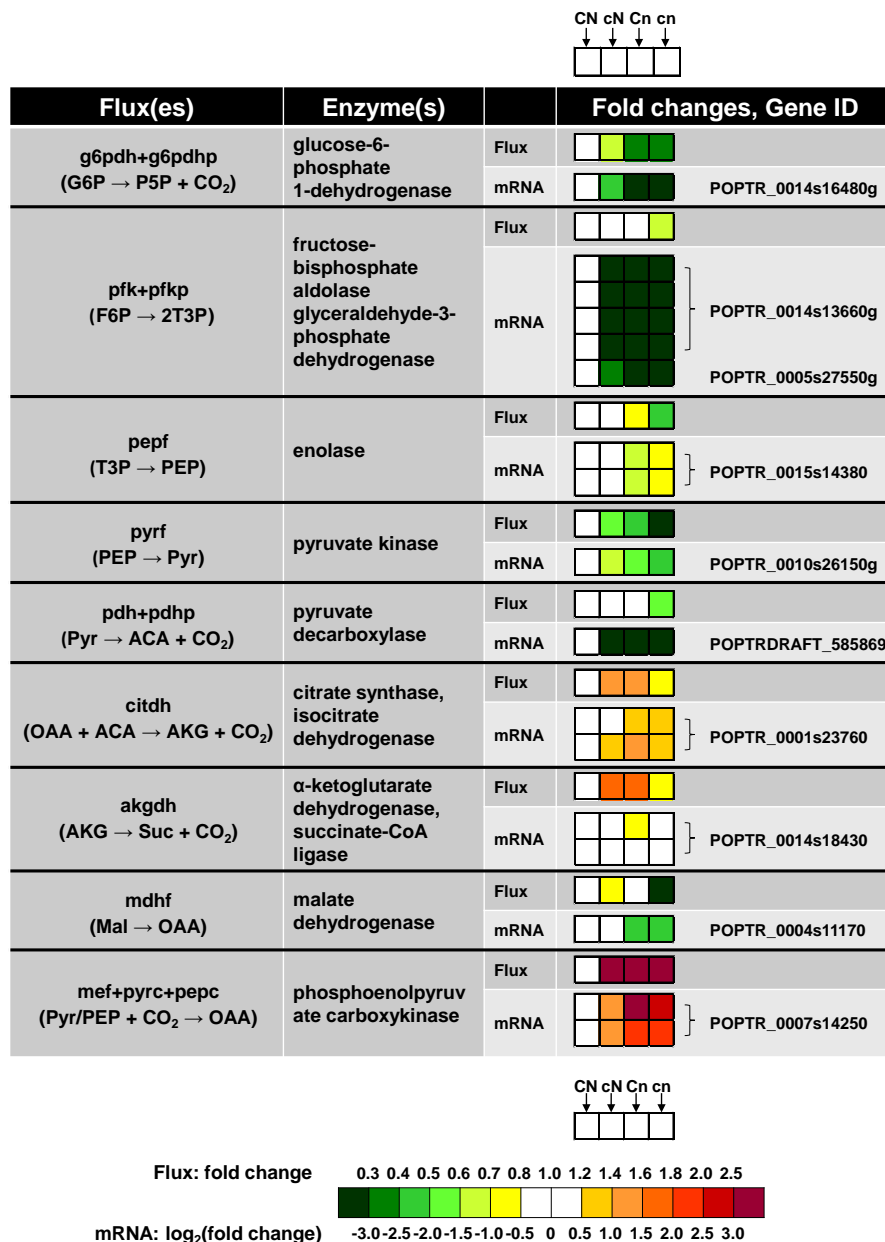 CN cN Cn cn
Flux(es) Enzyme(s) Fold changes, Gene ID
g6pdh+g6pdhp
(G6P → P5P + CO₂)
glucose-6-
phosphate
1-dehydrogenase
Flux
mRNA POPTR_0014s16480g
pfk+pfkp
(F6P → 2T3P)
fructose-
bisphosphate
aldolase
glyceraldehyde-3-
phosphate
dehydrogenase
Flux
mRNA POPTR_0014s13660g
POPTR_0005s27550g
pepf
(T3P → PEP)
enolase
Flux
mRNA POPTR_0015s14380
pyrf
(PEP → Pyr)
pyruvate kinase
Flux
mRNA POPTR_0010s26150g
pdh+pdhp
(Pyr → ACA + CO₂)
pyruvate
decarboxylase
Flux
mRNA POPTRDRAFT_585869
citdh
(OAA + ACA → AKG + CO₂)
citrate synthase,
isocitrate
dehydrogenase
Flux
mRNA POPTR_0001s23760
akgdh
(AKG → Suc + CO₂)
α-ketoglutarate
dehydrogenase,
succinate-CoA
ligase
Flux
mRNA POPTR_0014s18430
mdhf
(Mal → OAA)
malate
dehydrogenase
Flux
mRNA POPTR_0004s11170
mef+pyrc+pepc
(Pyr/PEP + CO₂ → OAA)
phosphoenolpyruv
ate carboxykinase
Flux
mRNA POPTR_0007s14250
CN cN Cn cn
Flux: fold change 0.3 0.4 0.5 0.6 0.7 0.8 1.0 1.2 1.4 1.6 1.8 2.0 2.5
mRNA: log₂(fold change) -3.0 -2.5 -2.0 -1.5 -1.0 -0.5 0 0.5 1.0 1.5 2.0 2.5 3.0